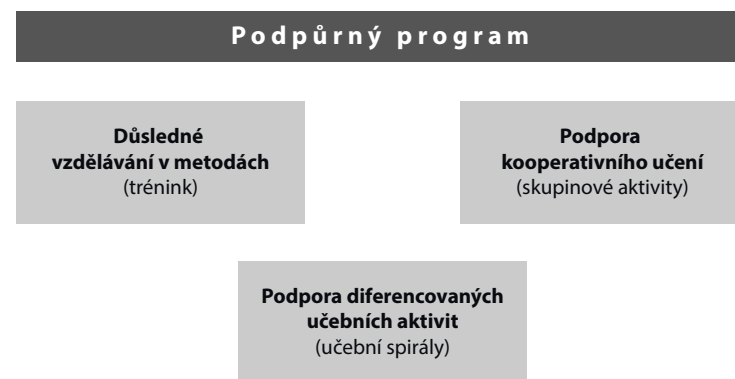 Podpůrný program
Důsledné
vzdělávání v metodách
(trénink)
Podpora
kooperativního učení
(skupinové aktivity)
Podpora diferencovaných
učebních aktivit
(učební spirály)